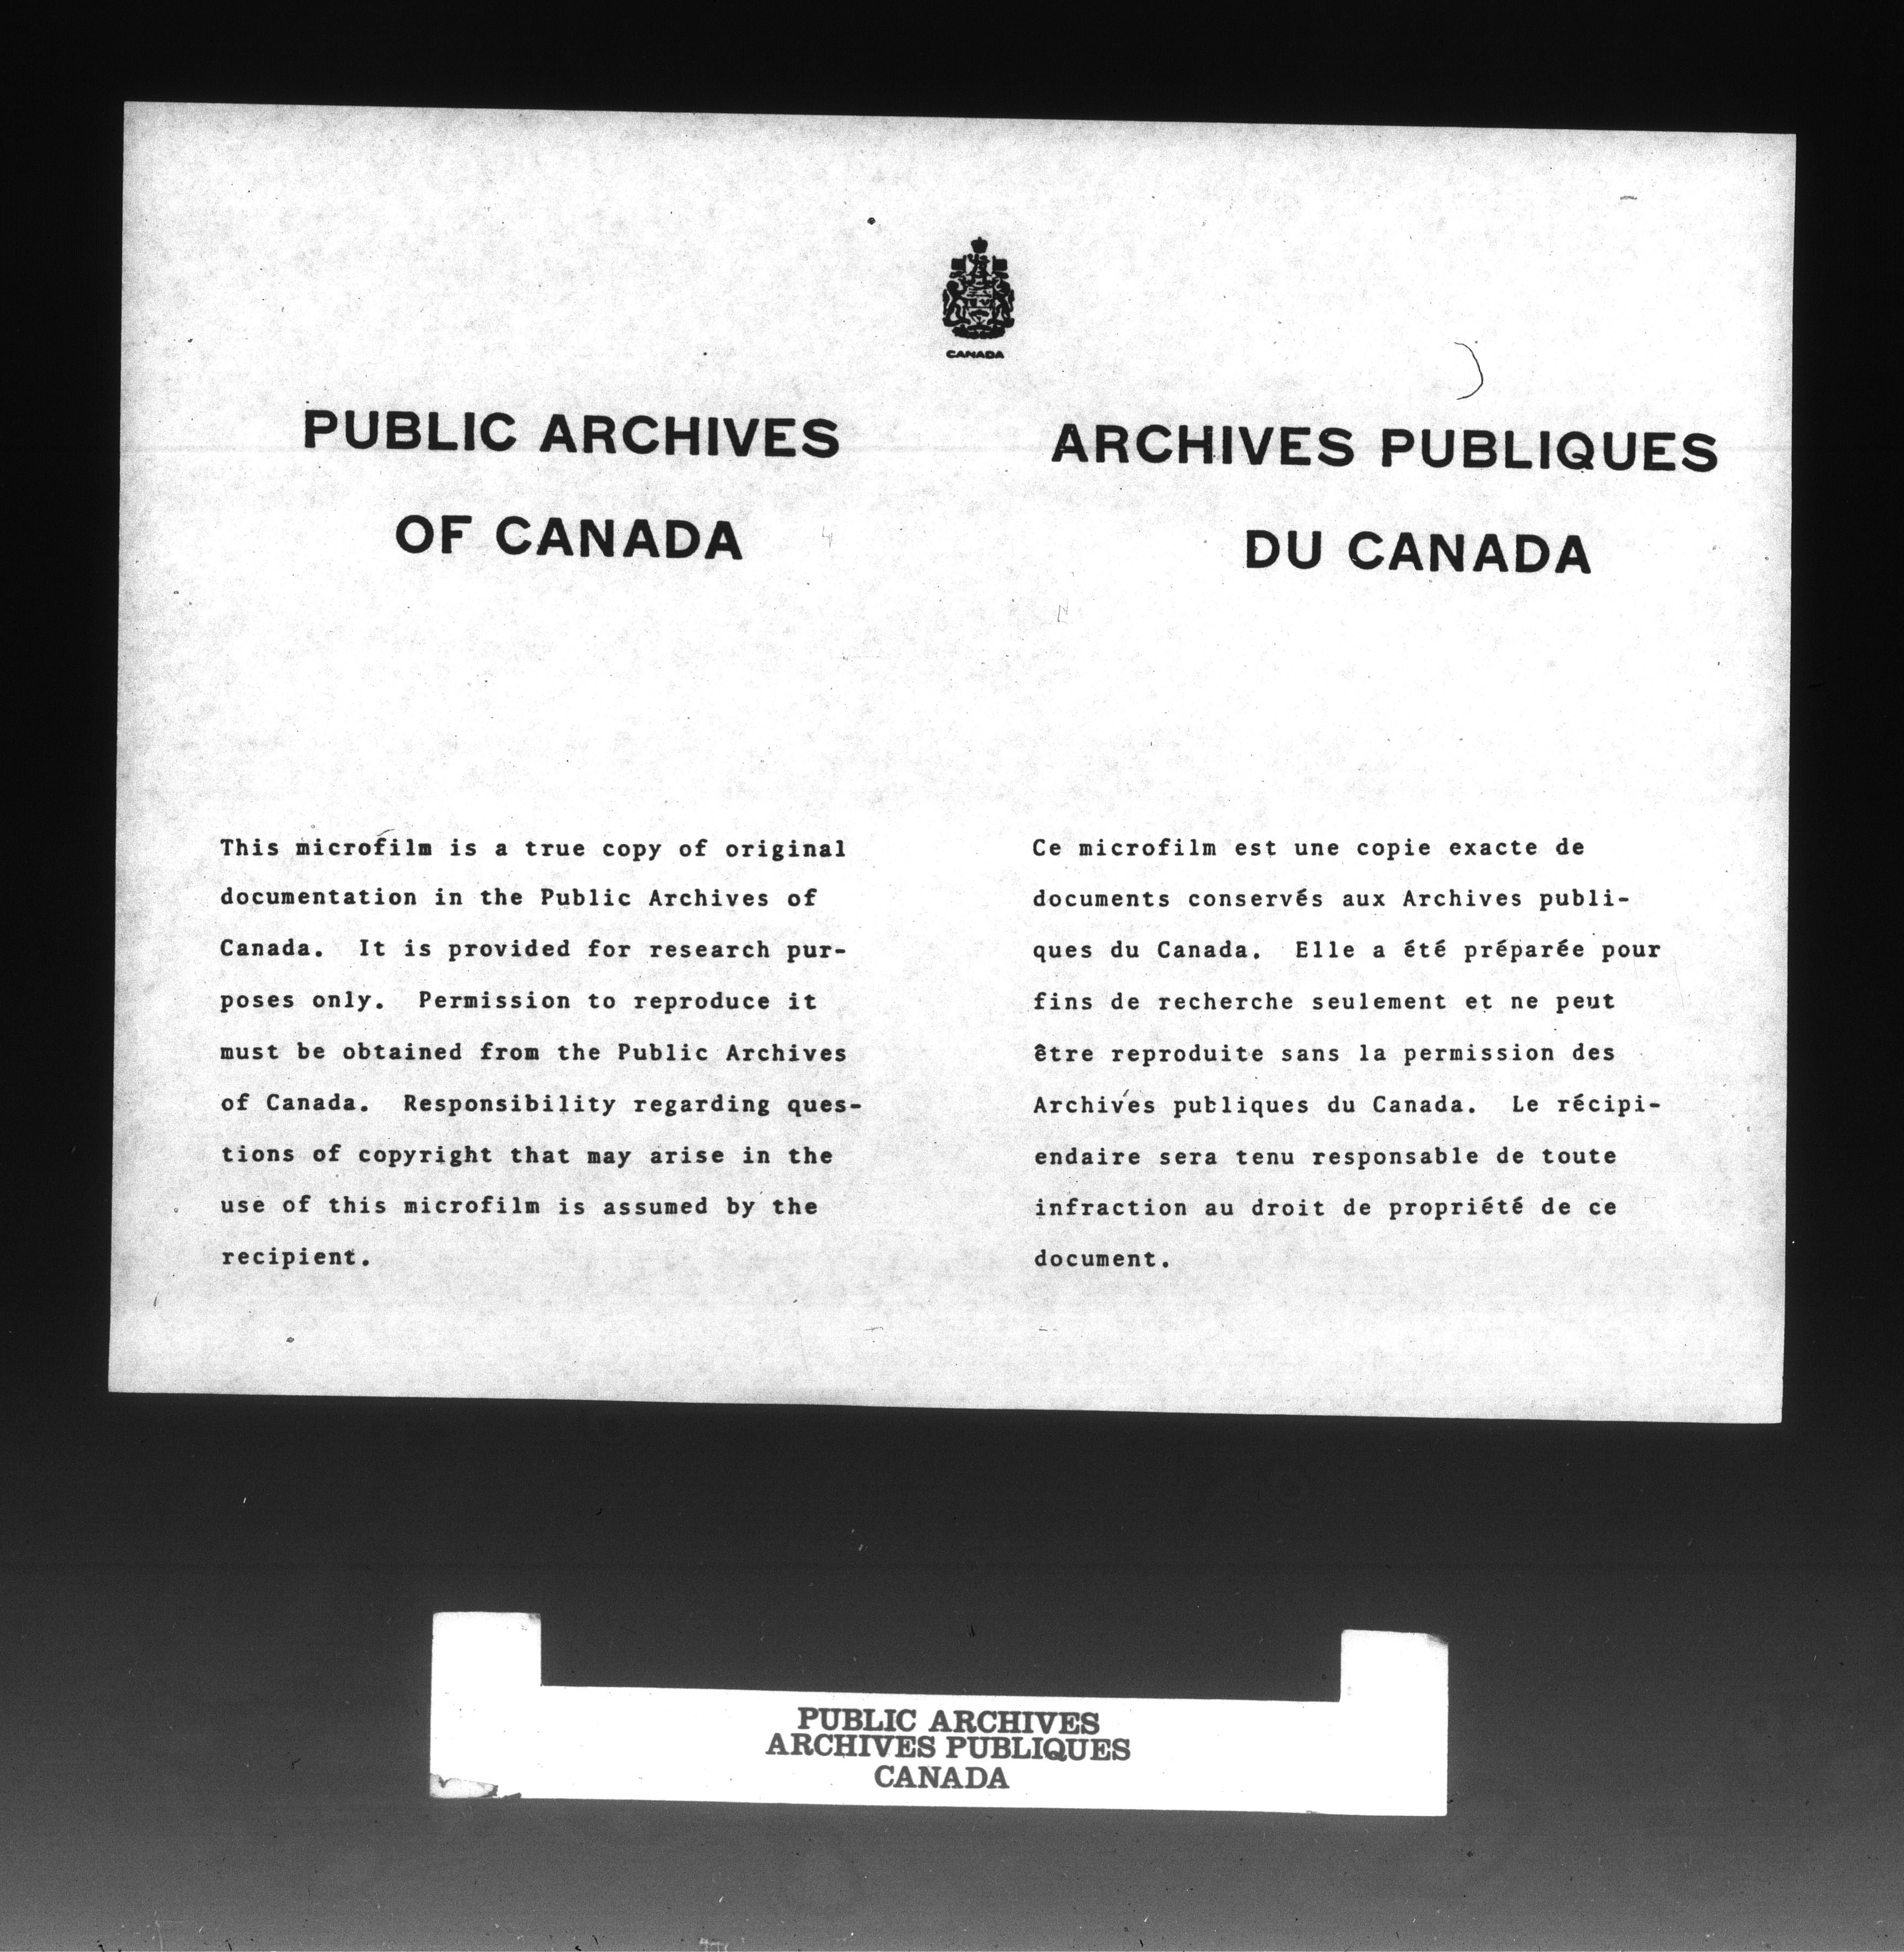 CANADA
PUBLIC ARCHIVES
OF CANADA
ARCHIVES PUBLIQUES
DU CANADA
This microfilm is a true copy of original
documentation in the Public Archives of
Canada. It is provided for research pur-
poses only. Permission to reproduce it
must be obtained from the Public Archives
of Canada. Responsibility regarding ques-
tions of copyright that may arise in the
use of this microfilm is assumed by the
recipient.
Ce microfilm est une copie exacte de
documents conservés aux Archives publi-
ques du Canada. Elle a été préparée pour
fins de recherche seulement et ne peut
être reproduite sans la permission des
Archives publiques du Canada. Le récipi-
endaire sera tenu responsable de toute
infraction au droit de propriété de ce
document.
PUBLIC ARCHIVES
ARCHIVES PUBLIQUES
CANADA